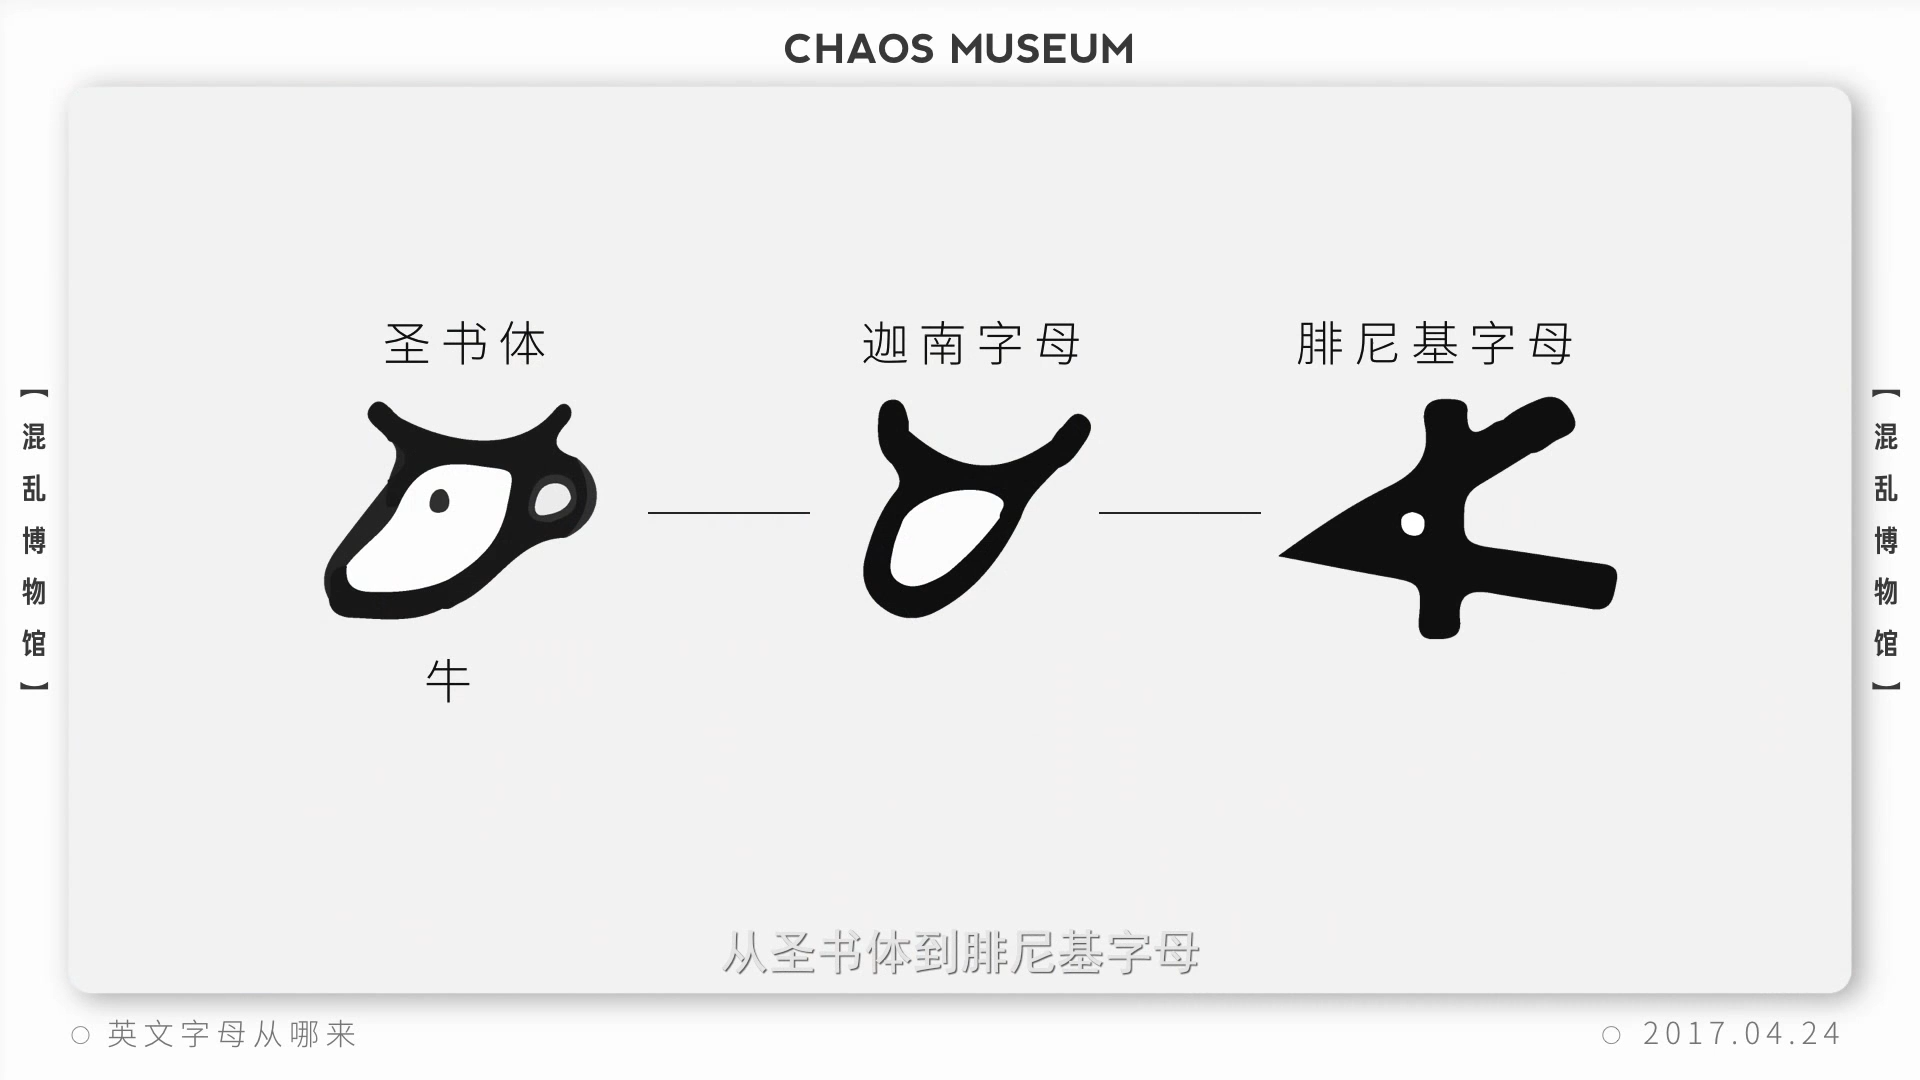 CHAOS MUSEUM
圣书体
迦南字母
腓尼基字母
【混乱博物馆】
【混乱博物馆】
牛
从圣书体到腓尼基字母
英文字母从哪来
2017.04.24